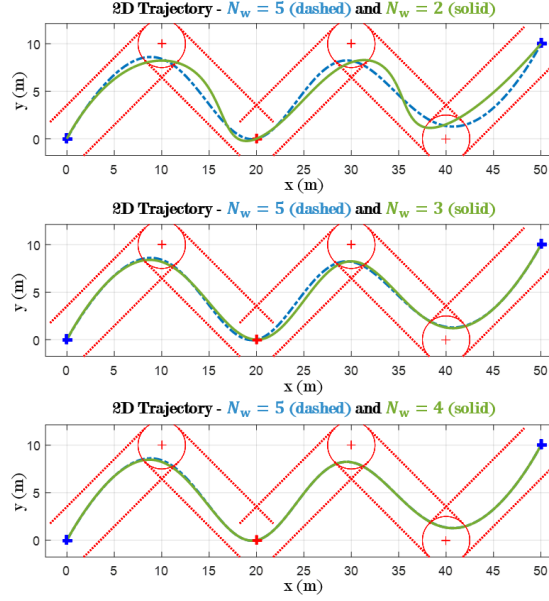 2D Trajectory - N_w = 5 (dashed) and N_w = 2 (solid)
10
5
0
y (m)
0 5 10 15 20 25 30 35 40 45 50
x (m)
2D Trajectory - N_w = 5 (dashed) and N_w = 3 (solid)
10
5
0
y (m)
0 5 10 15 20 25 30 35 40 45 50
x (m)
2D Trajectory - N_w = 5 (dashed) and N_w = 4 (solid)
10
5
0
y (m)
0 5 10 15 20 25 30 35 40 45 50
x (m)